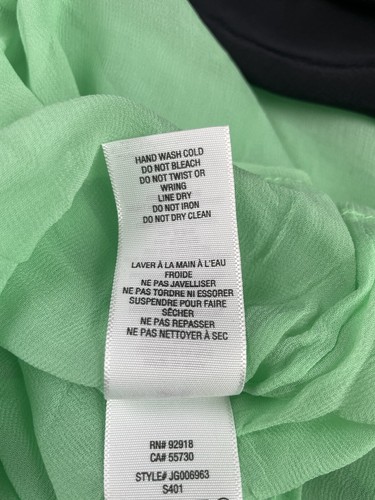 HAND WASH COLD
DO NOT BLEACH
DO NOT TWIST OR
WRING
LINE DRY
DO NOT IRON
DO NOT DRY CLEAN
LAVER À LA MAIN À L'EAU
FROIDE
NE PAS JAVELLISER
NE PAS TORDRE NI ESSORER
SUSPENDRE POUR FAIRE
SÉCHER
NE PAS REPASSER
NE PAS NETTOYER À SEC
RN# 92918
CA# 55730
STYLE# JG006963
S401